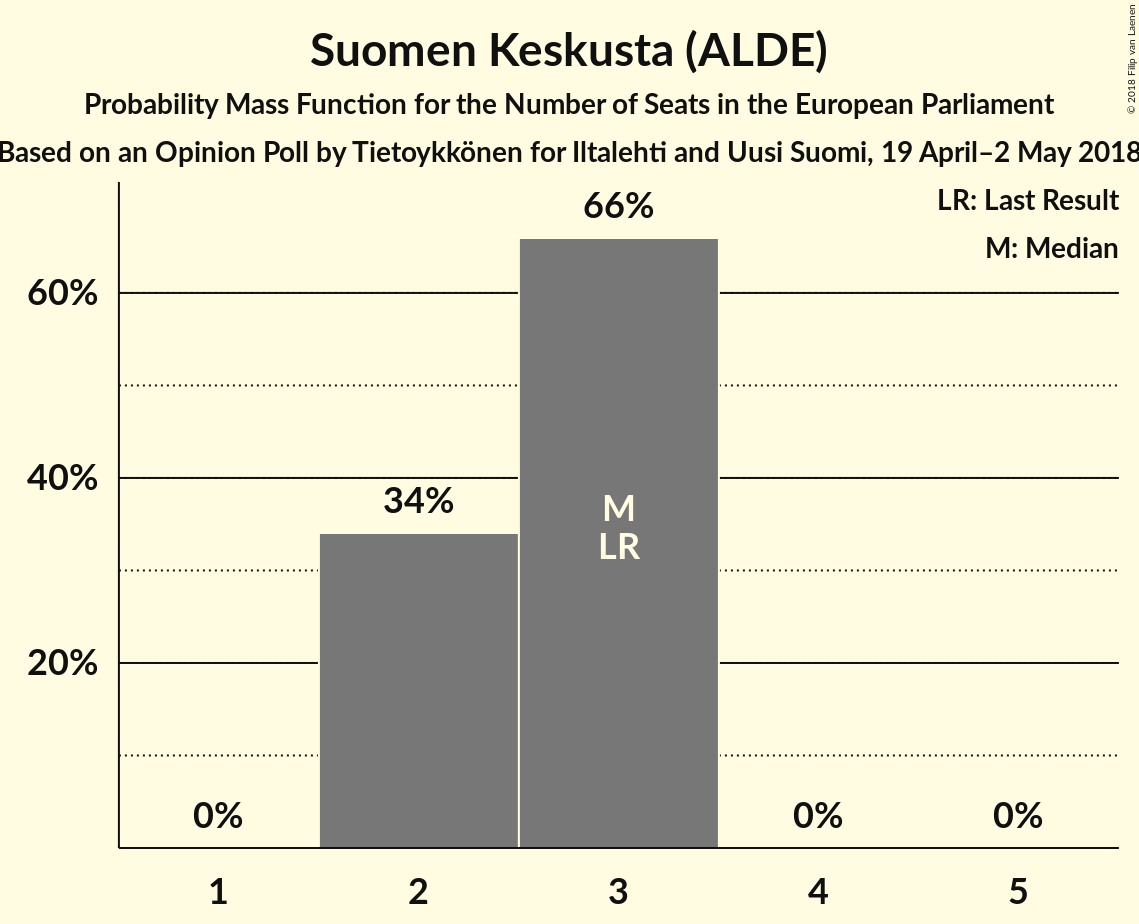 Suomen Keskusta (ALDE)
Probability Mass Function for the Number of Seats in the European Parliament
Based on an Opinion Poll by Tietoykkönen for Iltalehti and Uusi Suomi, 19 April–2 May 2018
© 2018 Filip van Laenen
LR: Last Result
M: Median
66%
60%
40%
34%
M
LR
20%
0%
0%
0%
1
2
3
4
5